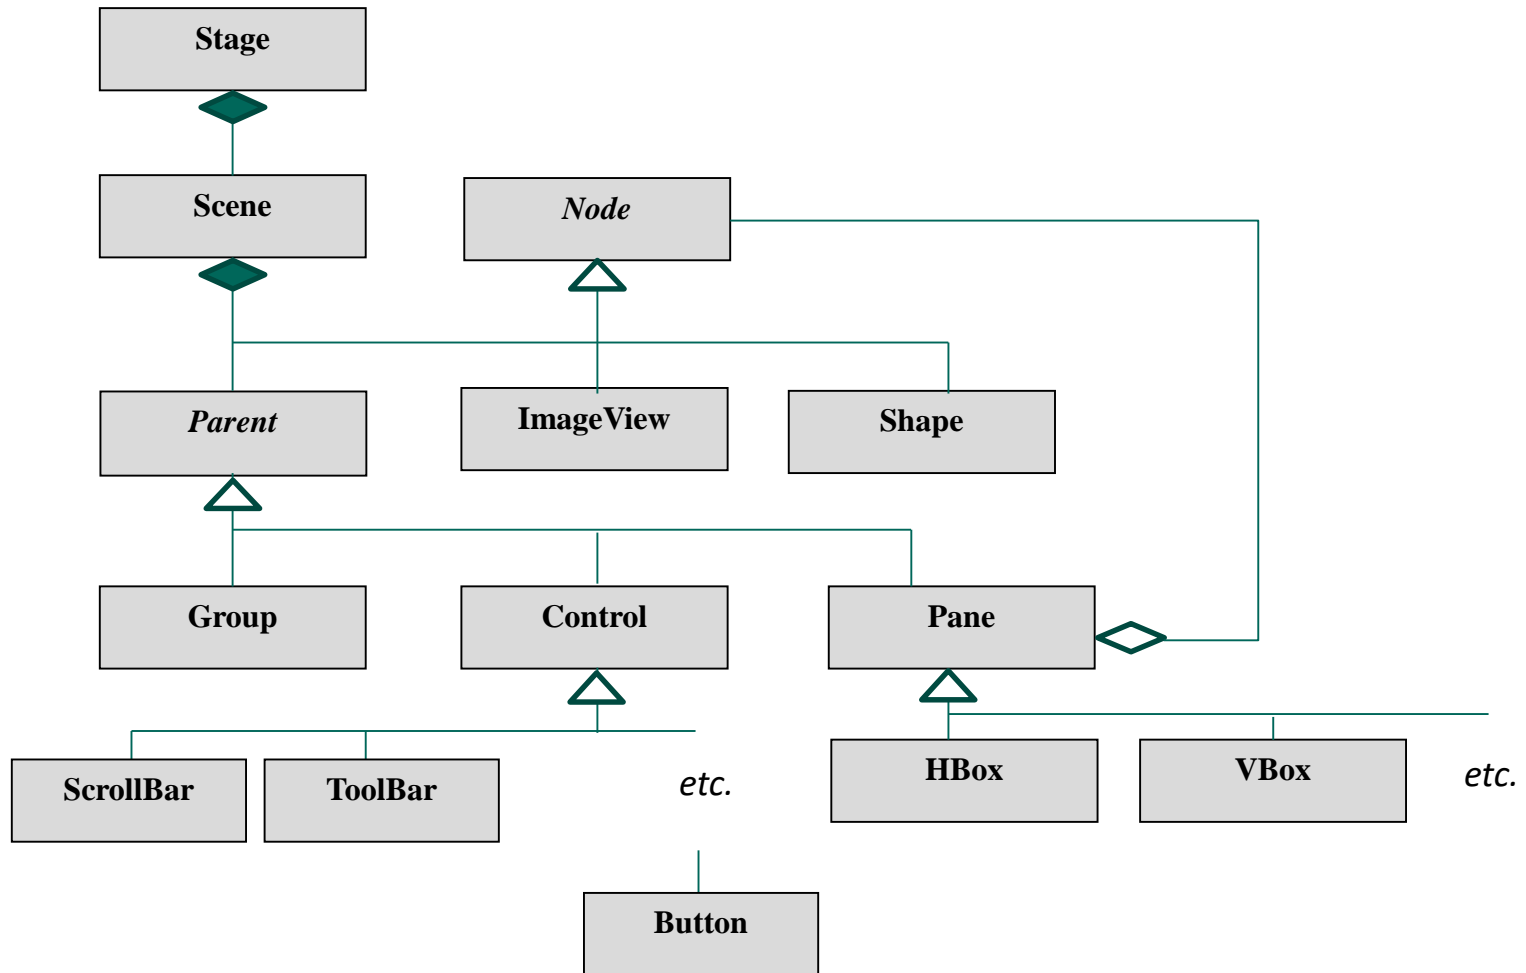 Stage
Scene
Node
Parent
ImageView
Shape
Group
Control
Pane
ScrollBar
ToolBar
etc.
HBox
VBox
etc.
Button